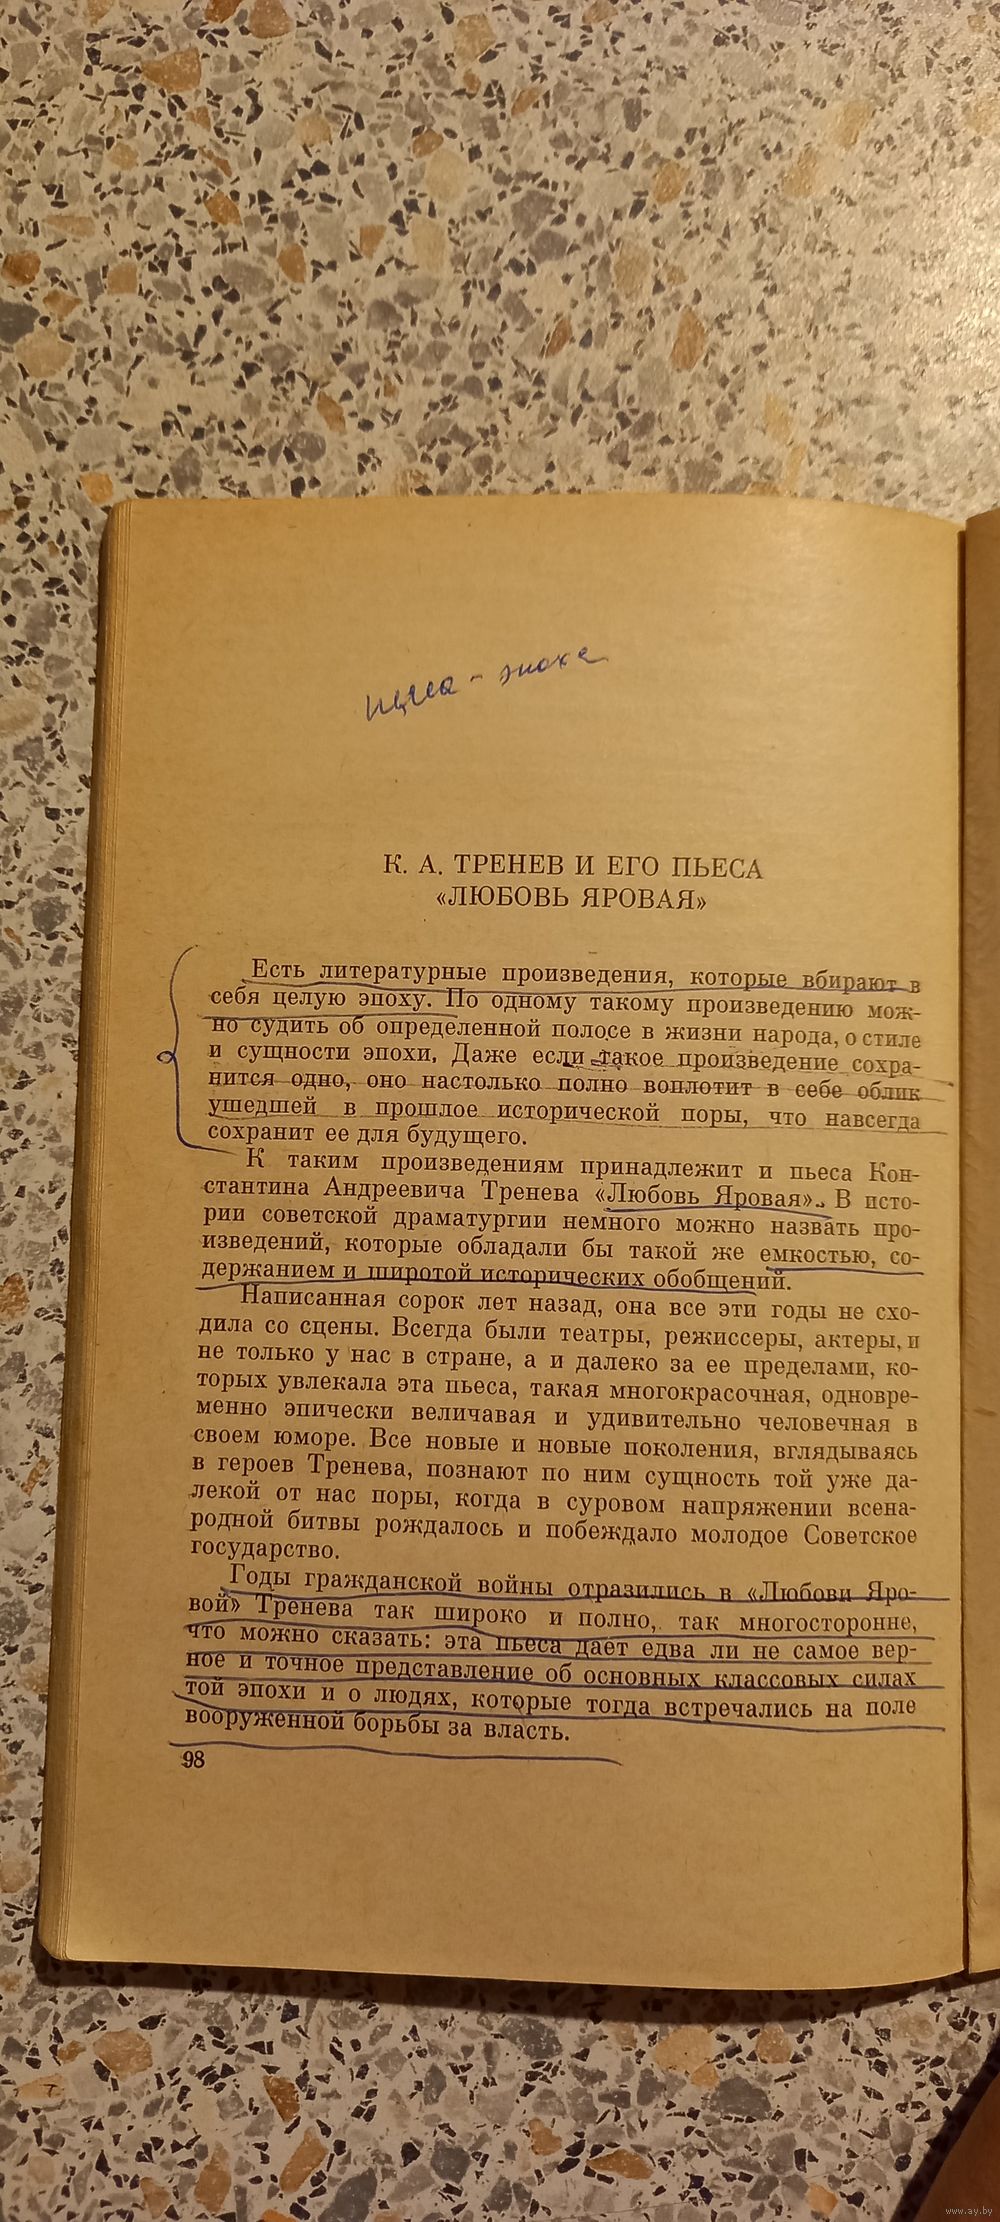 пьеса - эпоха
К. А. ТРЕНЕВ И ЕГО ПЬЕСА
«ЛЮБОВЬ ЯРОВАЯ»
Есть литературные произведения, которые вбирают в
себя целую эпоху. По одному такому произведению мож-
но судить об определенной полосе в жизни народа, о стиле
и сущности эпохи. Даже если такое произведение сохра-
нится одно, оно настолько полно воплотит в себе облик
ушедшей в прошлое исторической поры, что навсегда
сохранит ее для будущего.
К таким произведениям принадлежит и пьеса Кон-
стантина Андреевича Тренева «Любовь Яровая». В исто-
рии советской драматургии немного можно назвать про-
изведений, которые обладали бы такой же емкостью, со-
держанием и широтой исторических обобщений.
Написанная сорок лет назад, она все эти годы не схо-
дила со сцены. Всегда были театры, режиссеры, актеры, и
не только у нас в стране, а и далеко за ее пределами, ко-
торых увлекала эта пьеса, такая многокрасочная, одновре-
менно эпически величавая и удивительно человечная в
своем юморе. Все новые и новые поколения, вглядываясь
в героев Тренева, познают по ним сущность той уже да-
лекой от нас поры, когда в суровом напряжении всена-
родной битвы рождалось и побеждало молодое Советское
государство.
Годы гражданской войны отразились в «Любови Яро-
вой» Тренева так широко и полно, так многосторонне,
что можно сказать: эта пьеса дает едва ли не самое вер-
ное и точное представление об основных классовых силах
той эпохи и о людях, которые тогда встречались на поле
вооруженной борьбы за власть.
98
www.ay.by